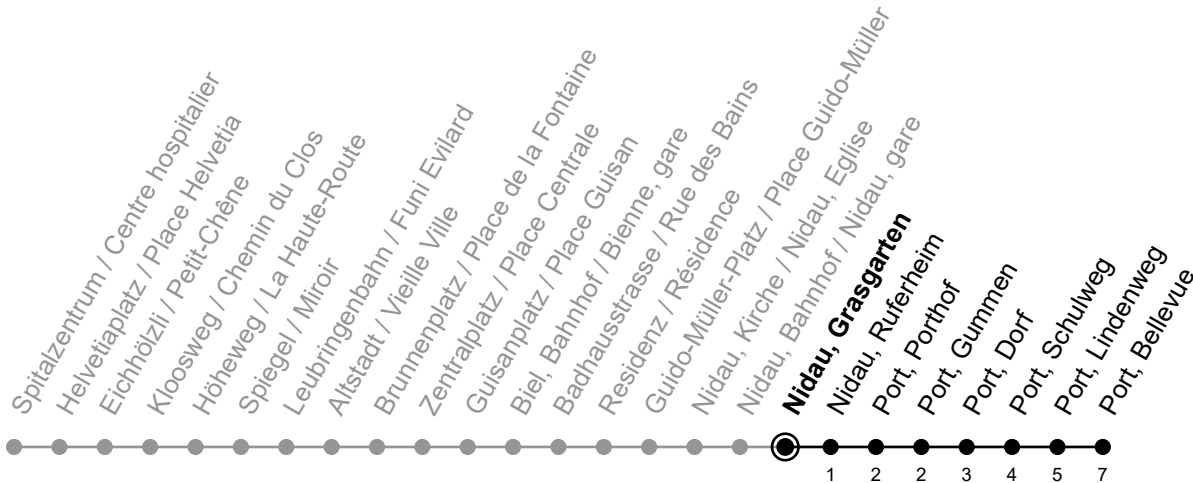 Spitalzentrum / Centre hospitalier
Helvetiaplatz / Place Helvetia
Eichhölzli / Petit-Chêne
Kloosweg / Chemin du Clos
Höheweg / La Haute-Route
Spiegel / Miroir
Leubringenbahn / Funi Evilard
Altstadt / Vieille Ville
Brunnenplatz / Place de la Fontaine
Zentralplatz / Place Centrale
Guisanplatz / Place Guisan
Biel, Bahnhof / Bienne, gare
Badhausstrasse / Rue des Bains
Residenz / Résidence
Guido-Müller-Platz / Place Guido-Müller
Nidau, Kirche / Nidau, Eglise
Nidau, Bahnhof / Nidau, gare
Nidau, Grasgarten
Nidau, Ruferheim
Port, Porthof
Port, Gummen
Port, Dorf
Port, Schulweg
Port, Lindenweg
Port, Bellevue
1 2 2 3 4 5 7